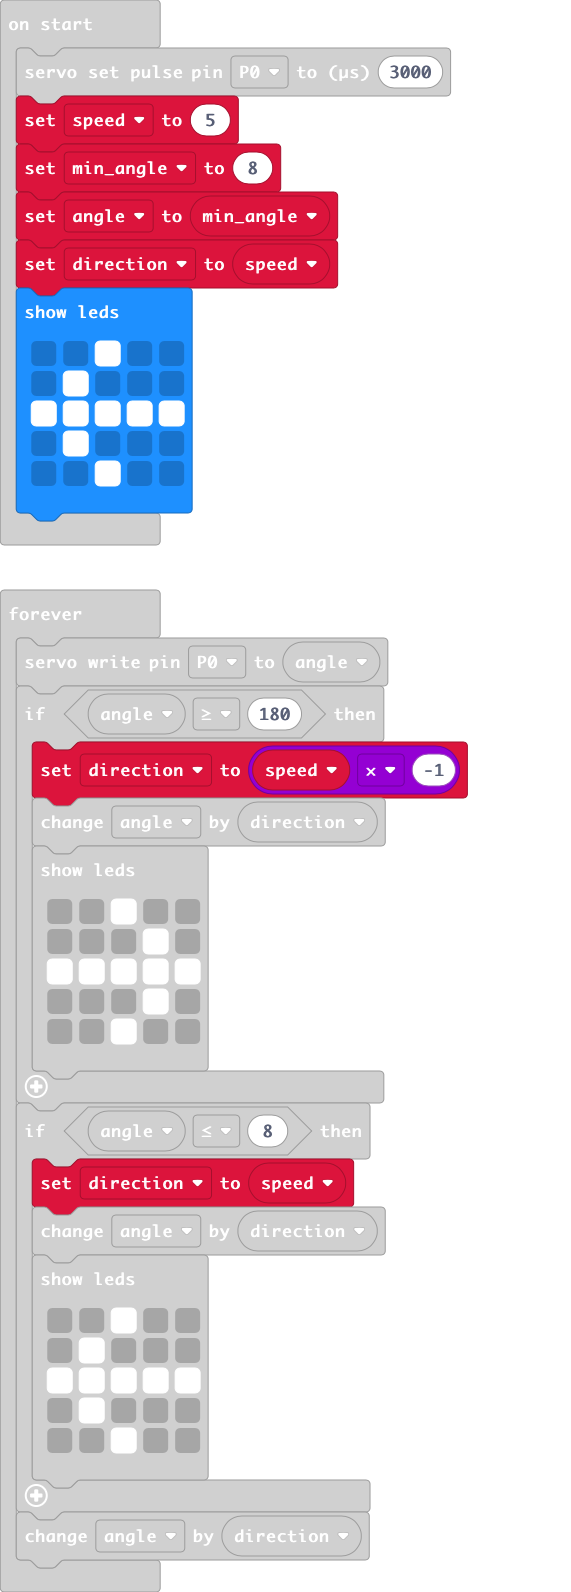 on start
servo set pulse pin P0 to (µs) 3000
set speed to 5
set min_angle to 8
set angle to min_angle
set direction to speed
show leds
forever
servo write pin P0 to angle
if angle ≥ 180 then
set direction to speed × -1
change angle by direction
show leds
if angle ≤ 8 then
set direction to speed
change angle by direction
show leds
change angle by direction